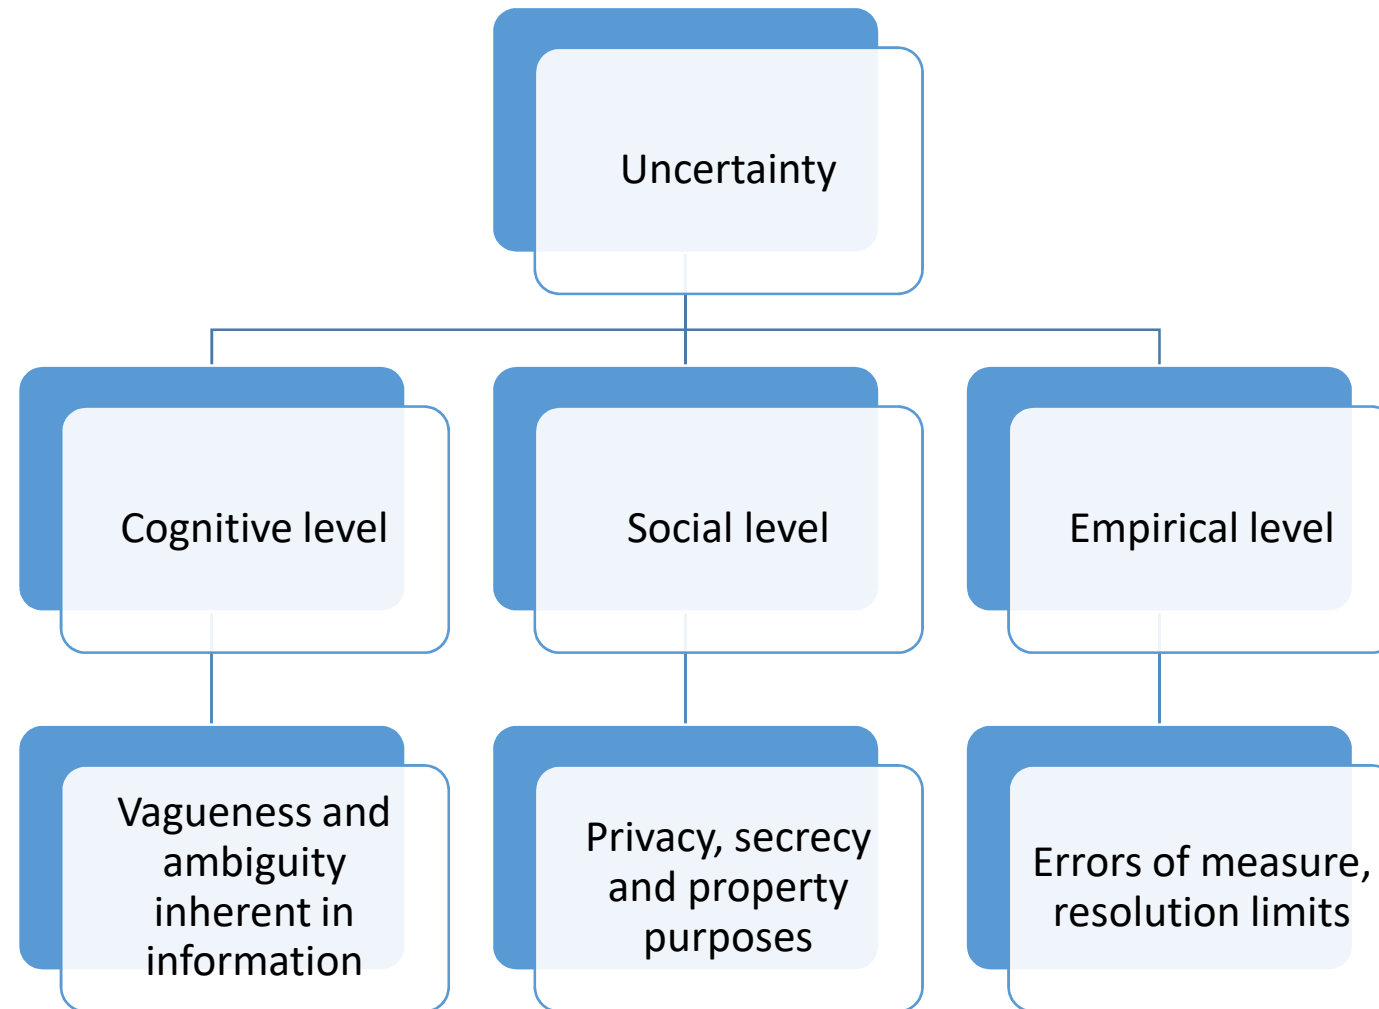 Uncertainty
Cognitive level
Social level
Empirical level
Vagueness and
ambiguity
inherent in
information
Privacy, secrecy
and property
purposes
Errors of measure,
resolution limits